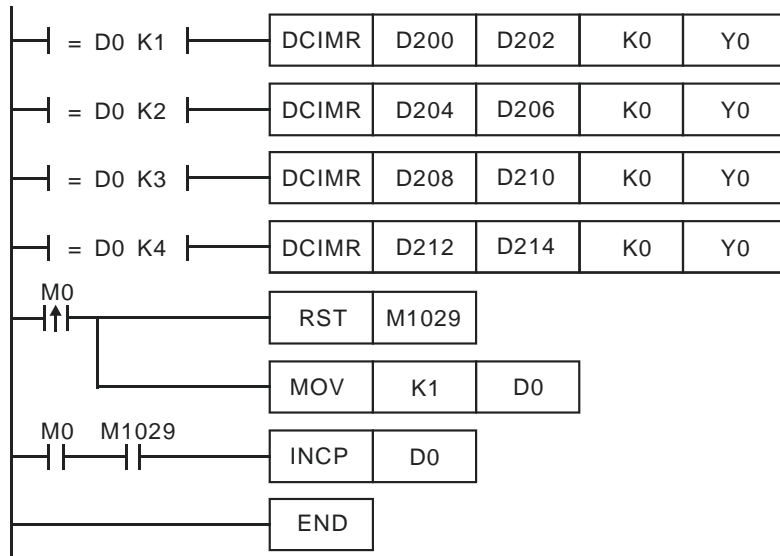 = D0 K1 DCIMR D200 D202 K0 Y0
= D0 K2 DCIMR D204 D206 K0 Y0
= D0 K3 DCIMR D208 D210 K0 Y0
= D0 K4 DCIMR D212 D214 K0 Y0
M0
RST M1029
MOV K1 D0
M0 M1029
INCP D0
END